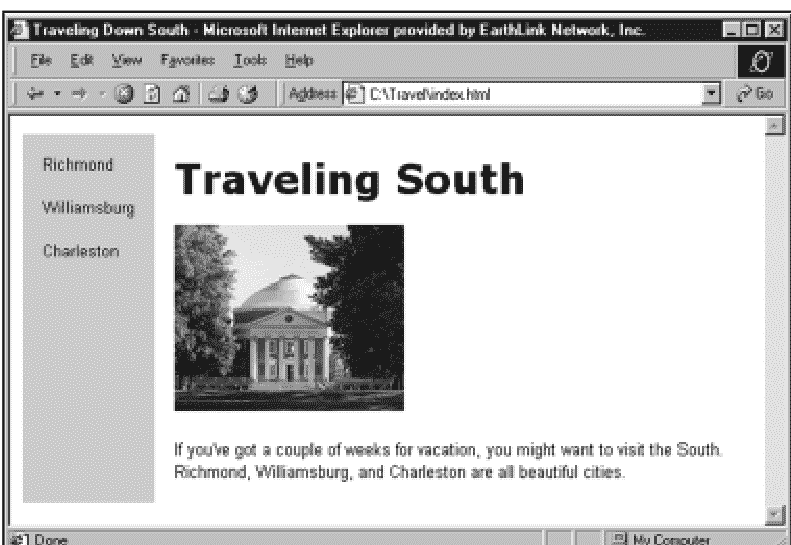 Traveling Down South - Microsoft Internet Explorer provided by EarthLink Network, Inc.
File Edit View Favorites Tools Help
Address C:\Travel\index.html Go
Richmond
Williamsburg
Charleston
Traveling South
If you've got a couple of weeks for vacation, you might want to visit the South.
Richmond, Williamsburg, and Charleston are all beautiful cities.
Done My Computer